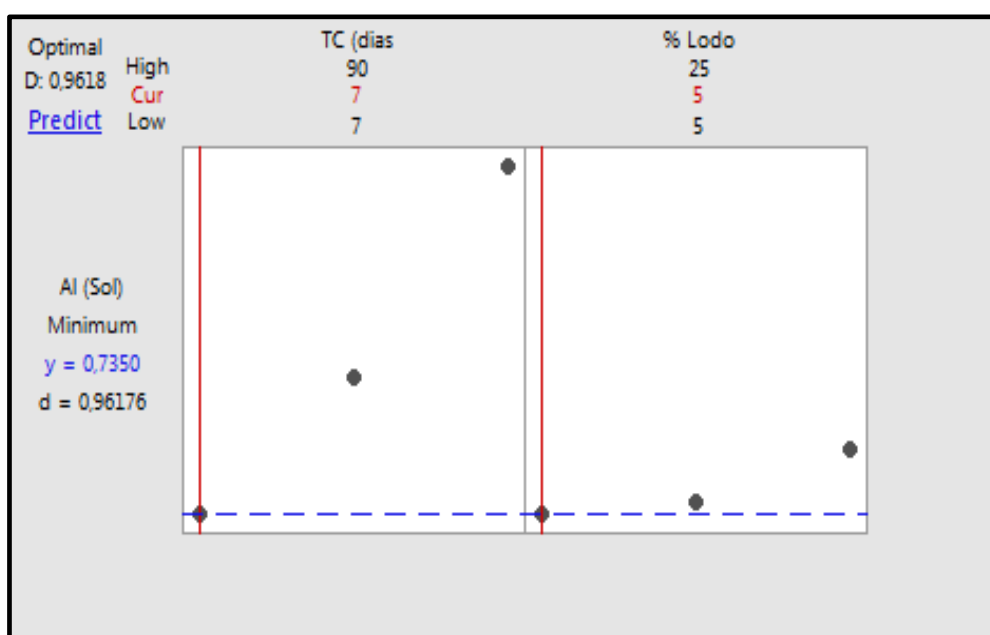 Optimal
D: 0,9618
Predict
High
Cur
Low
TC (dias
90
7
7
% Lodo
25
5
5
Al (Sol)
Minimum
y = 0,7350
d = 0,96176